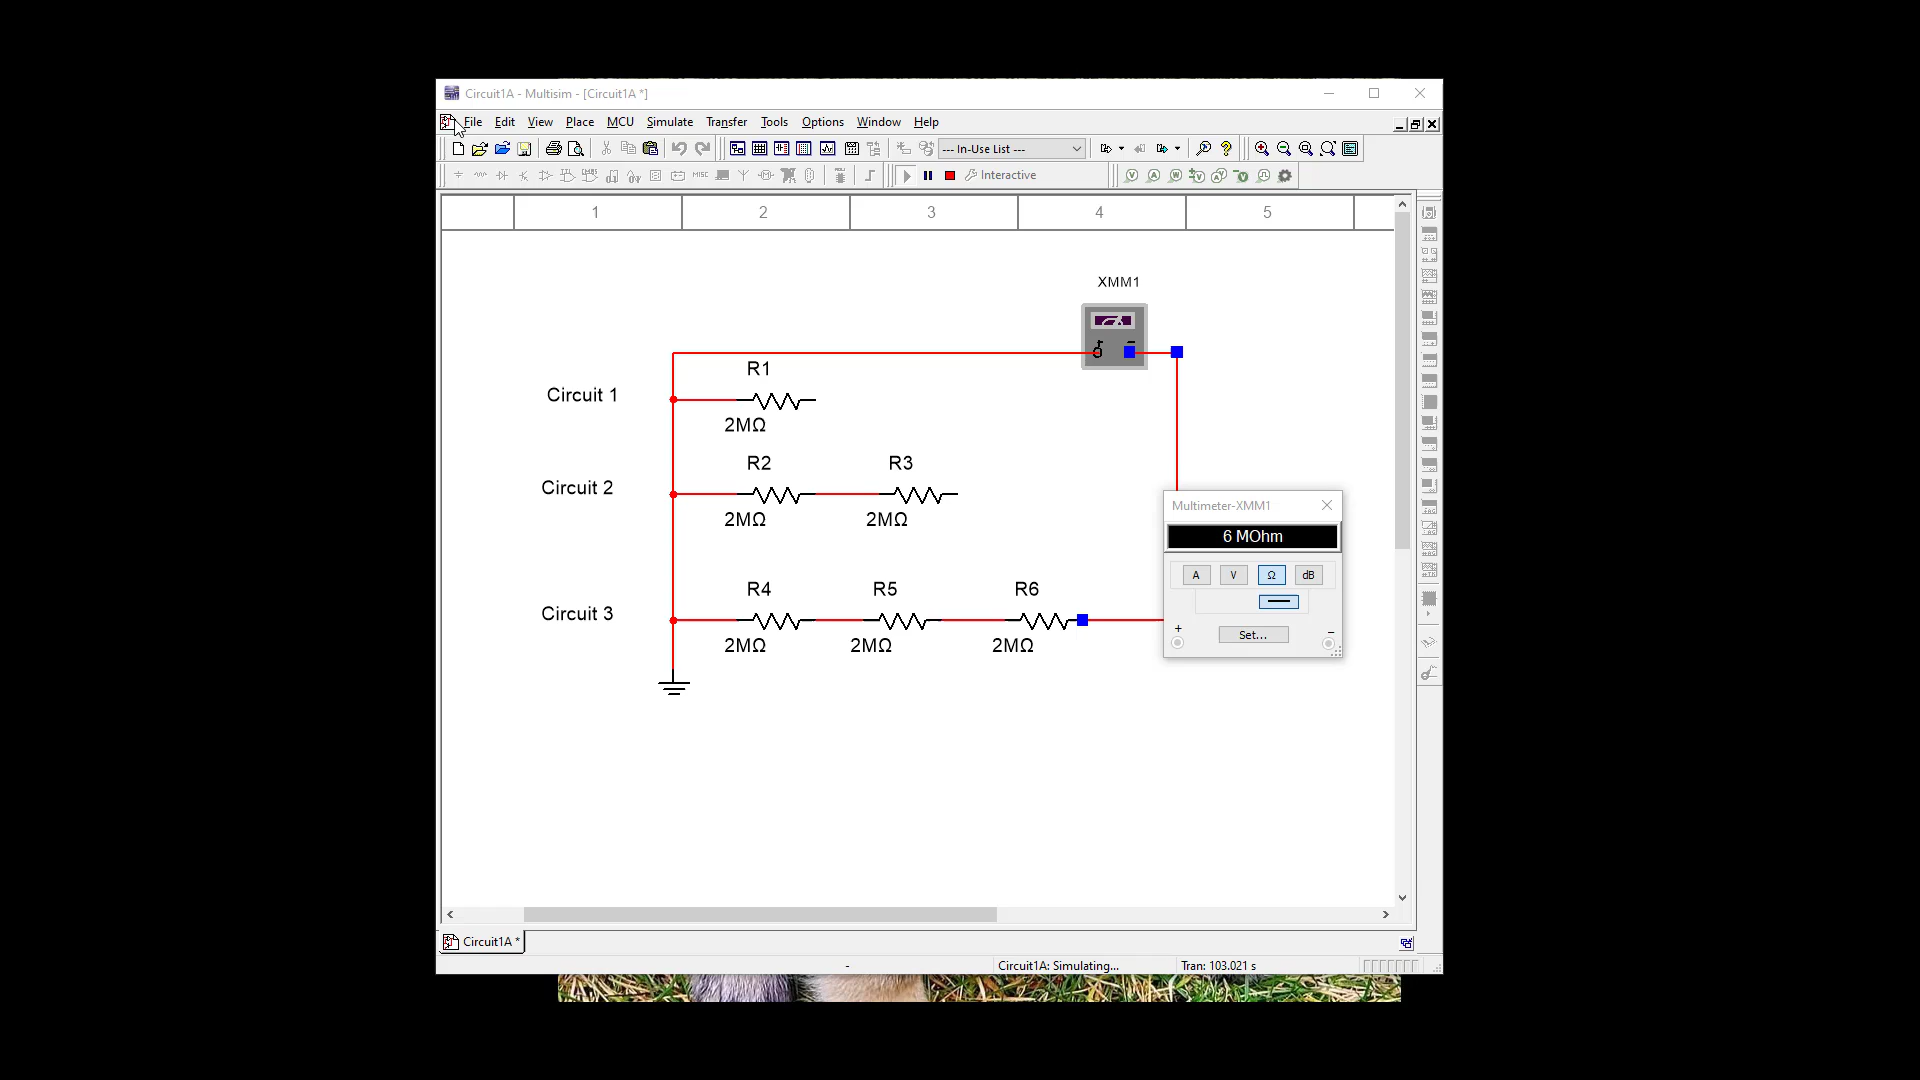 Circuit1A - Multisim - [Circuit1A *]
File Edit View Place MCU Simulate Transfer Tools Options Window Help
--- In-Use List ---
MISC Interactive
1 2 3 4 5
XMM1
R1
Circuit 1
2MΩ
R2 R3
Circuit 2
2MΩ 2MΩ
Multimeter-XMM1
6 MOhm
A V Ω dB
R4 R5 R6
Circuit 3
+ Set... −
2MΩ 2MΩ 2MΩ
Circuit1A *
- Circuit1A: Simulating... Tran: 103.021 s